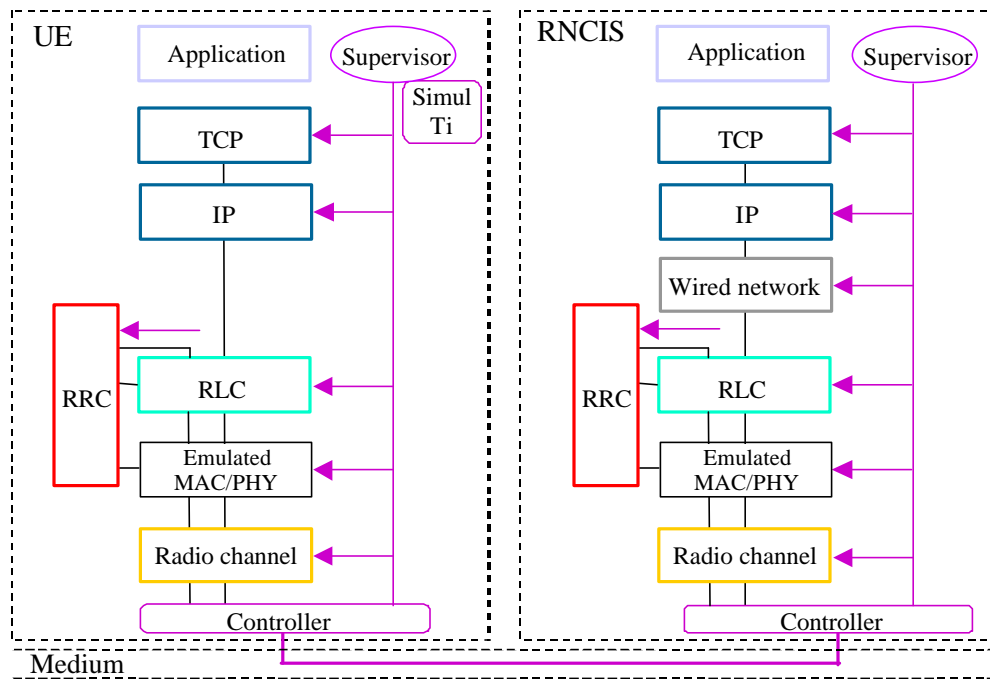 UE
Application
Supervisor
Simul
Ti
TCP
IP
RRC
RLC
Emulated
MAC/PHY
Radio channel
Controller
RNCIS
Application
Supervisor
TCP
IP
Wired network
RRC
RLC
Emulated
MAC/PHY
Radio channel
Controller
Medium